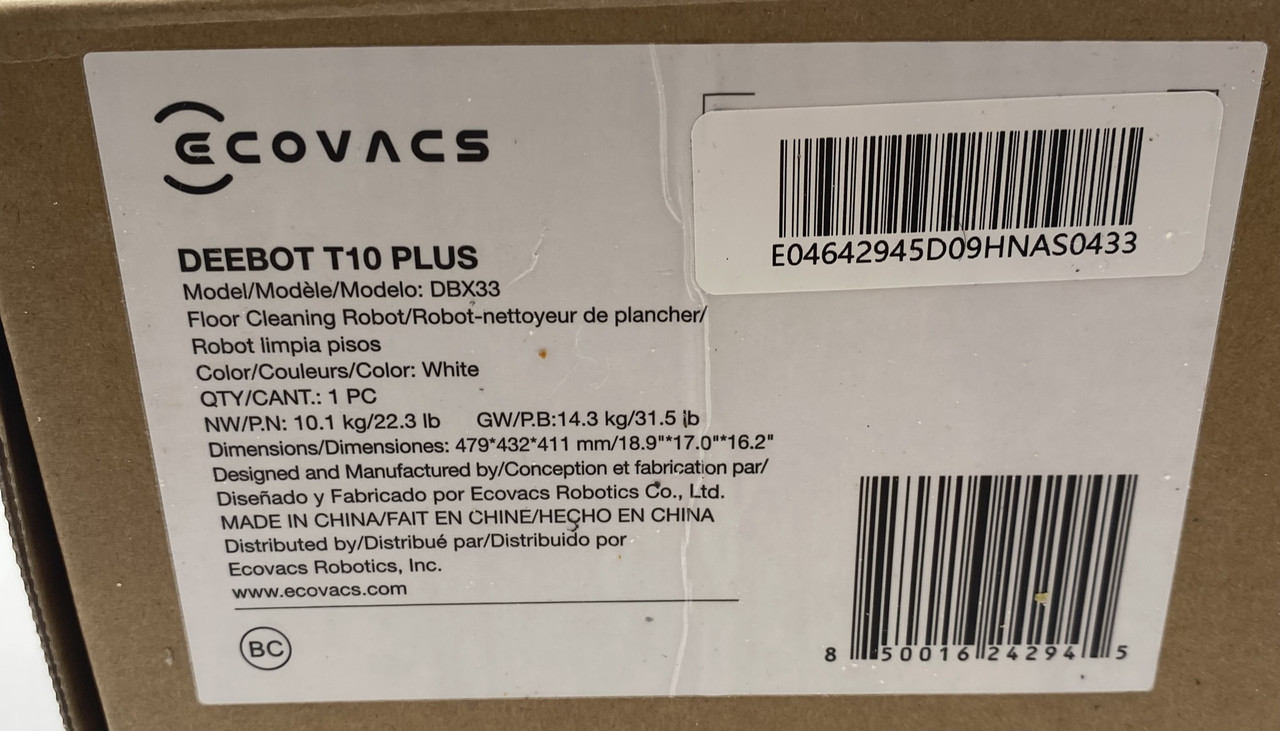 ECOVACS
E04642945D09HNAS0433
DEEBOT T10 PLUS
Model/Modèle/Modelo: DBX33
Floor Cleaning Robot/Robot-nettoyeur de plancher/
Robot limpia pisos
Color/Couleurs/Color: White
QTY/CANT.: 1 PC
NW/P.N: 10.1 kg/22.3 lb GW/P.B:14.3 kg/31.5 lb
Dimensions/Dimensiones: 479*432*411 mm/18.9"*17.0"*16.2"
Designed and Manufactured by/Conception et fabrication par/
Diseñado y Fabricado por Ecovacs Robotics Co., Ltd.
MADE IN CHINA/FAIT EN CHINE/HECHO EN CHINA
Distributed by/Distribué par/Distribuido por
Ecovacs Robotics, Inc.
www.ecovacs.com
BC
8 50016 24294 5